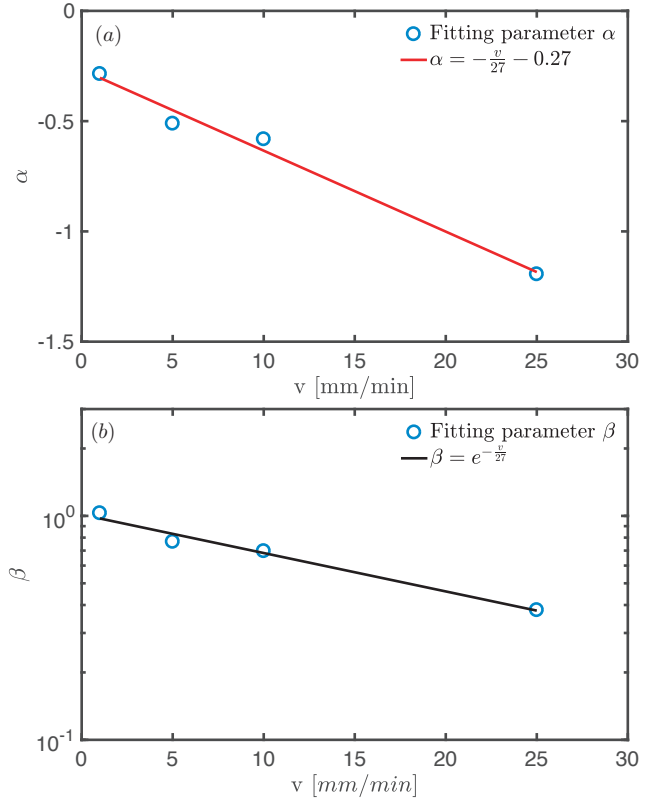 0
(a)
Fitting parameter α
α = −v/27 − 0.27
-0.5
α
-1
-1.5
0 5 10 15 20 25 30
v [mm/min]
(b)
Fitting parameter β
β = e^{−v/27}
10^0
β
10^-1
0 5 10 15 20 25 30
v [mm/min]